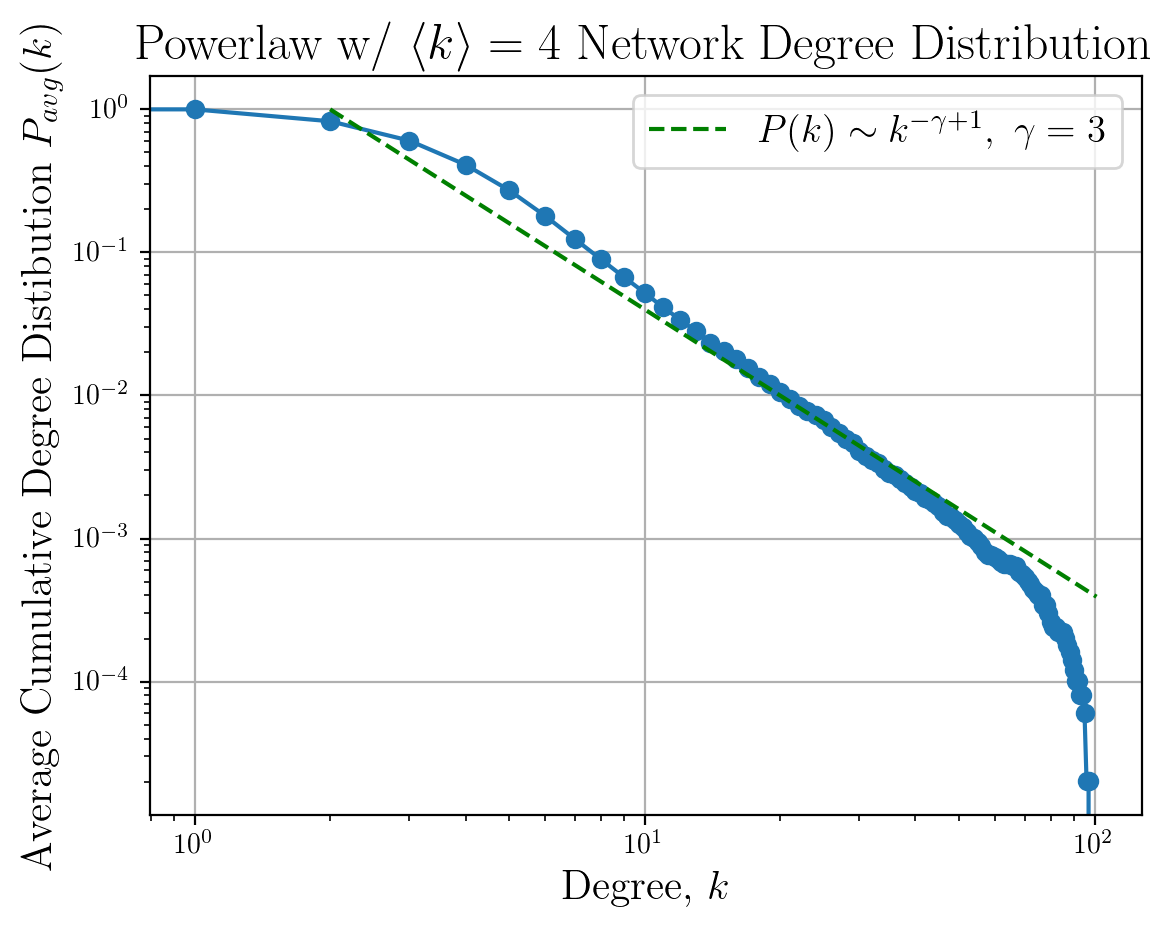 Powerlaw w/ ⟨k⟩ = 4 Network Degree Distribution
Average Cumulative Degree Distibution P_{avg}(k)
10^0
10^{-1}
10^{-2}
10^{-3}
10^{-4}
P(k) ∼ k^{-γ+1}, γ = 3
10^0
10^1
10^2
Degree, k